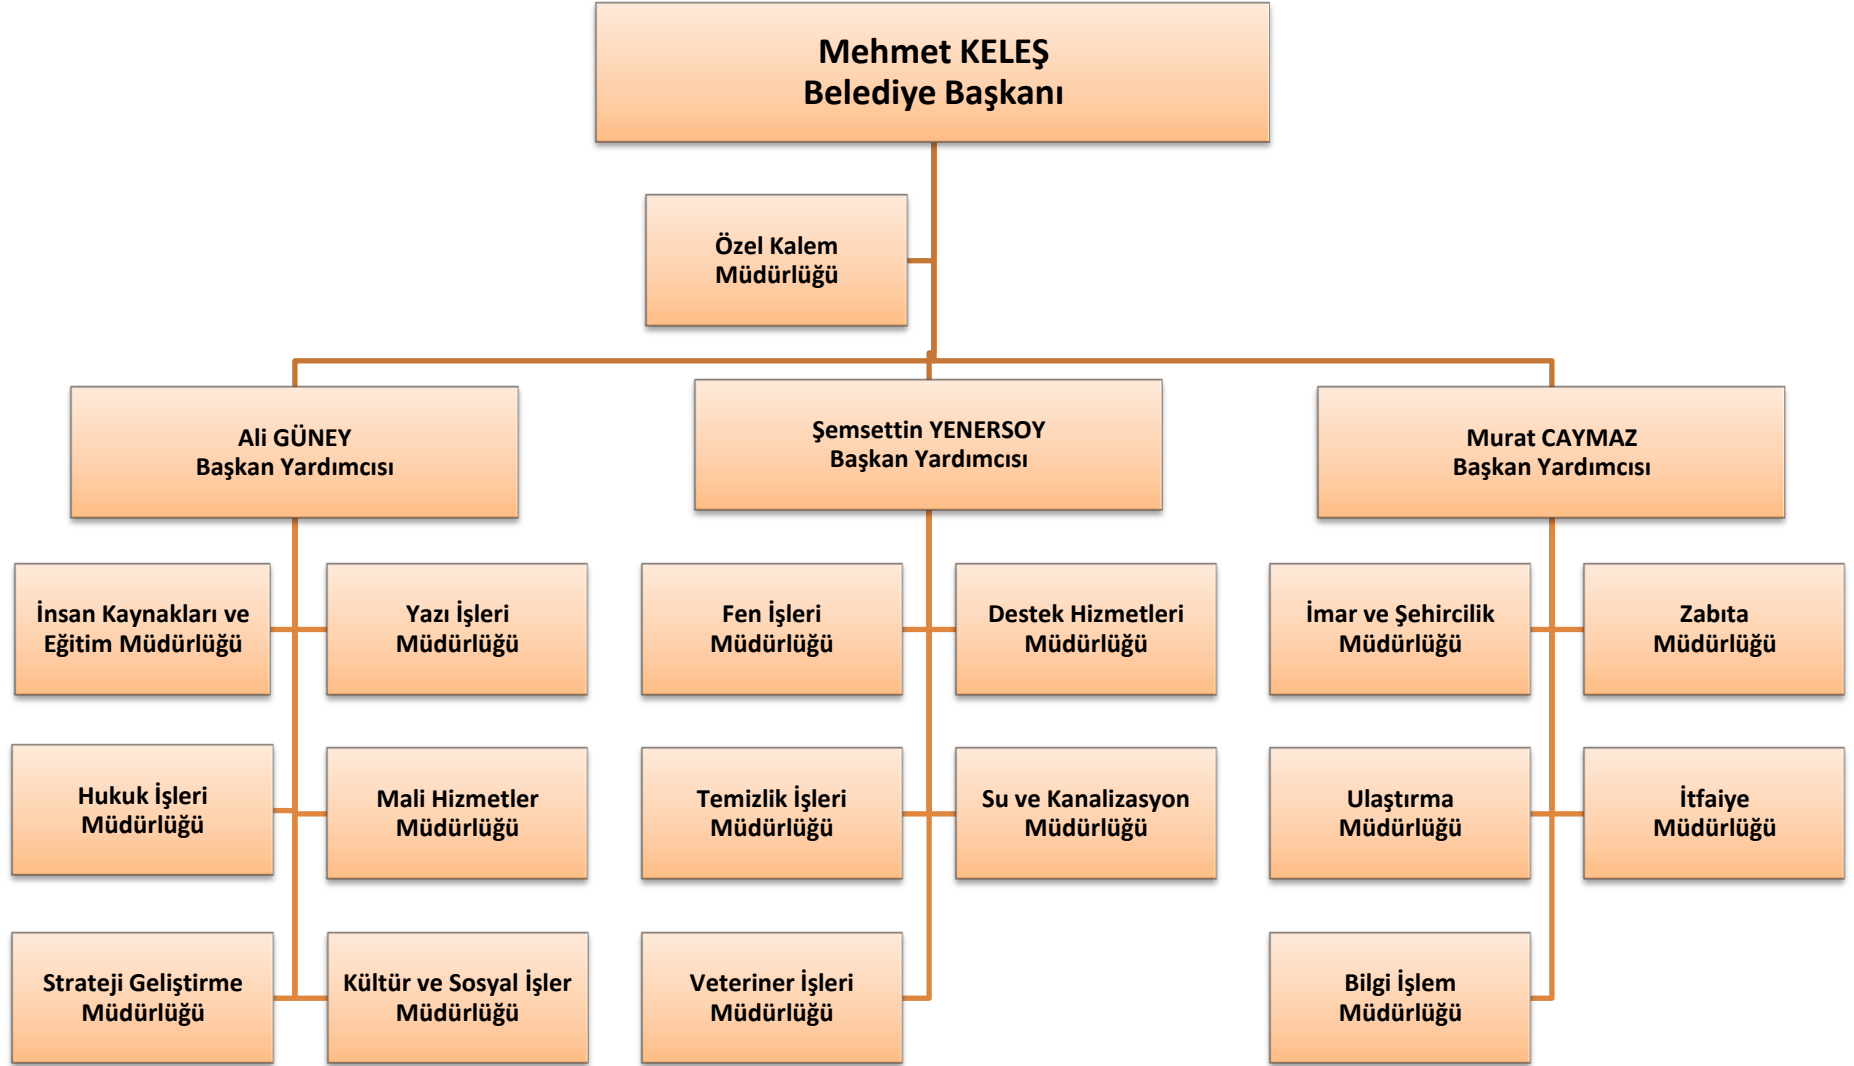 Mehmet KELEŞ
Belediye Başkanı
Özel Kalem
Müdürlüğü
Ali GÜNEY
Başkan Yardımcısı
Şemsettin YENERSOY
Başkan Yardımcısı
Murat CAYMAZ
Başkan Yardımcısı
İnsan Kaynakları ve
Eğitim Müdürlüğü
Yazı İşleri
Müdürlüğü
Fen İşleri
Müdürlüğü
Destek Hizmetleri
Müdürlüğü
İmar ve Şehircilik
Müdürlüğü
Zabıta
Müdürlüğü
Hukuk İşleri
Müdürlüğü
Mali Hizmetler
Müdürlüğü
Temizlik İşleri
Müdürlüğü
Su ve Kanalizasyon
Müdürlüğü
Ulaştırma
Müdürlüğü
İtfaiye
Müdürlüğü
Strateji Geliştirme
Müdürlüğü
Kültür ve Sosyal İşler
Müdürlüğü
Veteriner İşleri
Müdürlüğü
Bilgi İşlem
Müdürlüğü